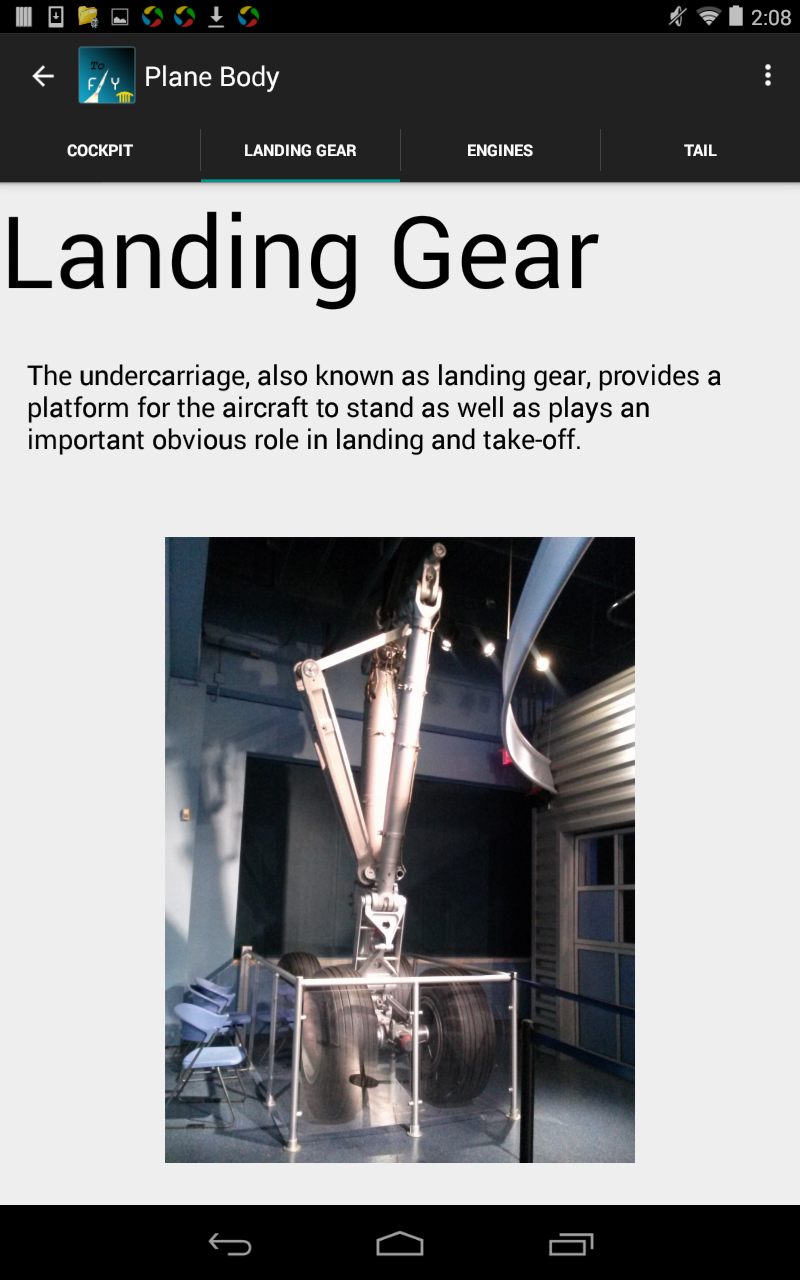 2:08
To
F Y
Plane Body
COCKPIT
LANDING GEAR
ENGINES
TAIL
Landing Gear
The undercarriage, also known as landing gear, provides a
platform for the aircraft to stand as well as plays an
important obvious role in landing and take-off.